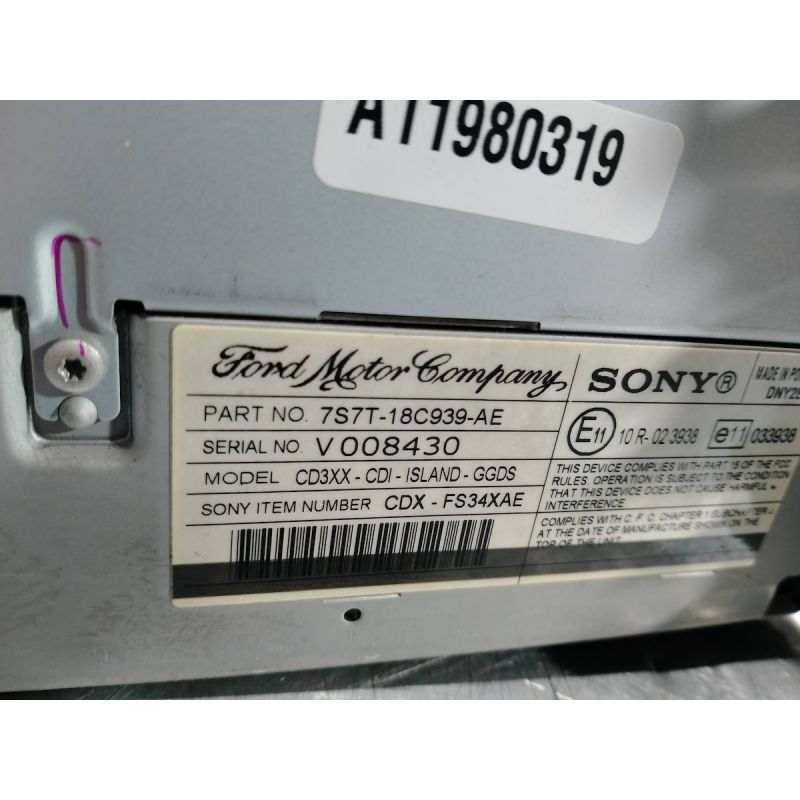 A11980319
Ford Motor Company
SONY®
MADE IN
PART NO. 7S7T-18C939-AE
SERIAL NO. V008430
MODEL CD3XX - CDI - ISLAND - GGDS
SONY ITEM NUMBER CDX - FS34XAE
E11 10 R- 02 3938 e11 033938
THIS DEVICE COMPLIES WITH PART 15 OF THE FCC
RULES. OPERATION IS SUBJECT TO THE CONDITION
THAT THIS DEVICE DOES NOT CAUSE HARMFUL
INTERFERENCE.
COMPLIES WITH C. F. C. CHAPTER 1 SUBCHAPTER J.
AT THE DATE OF MANUFACTURE SHOWN ON THE
TOP OF THE UNIT.